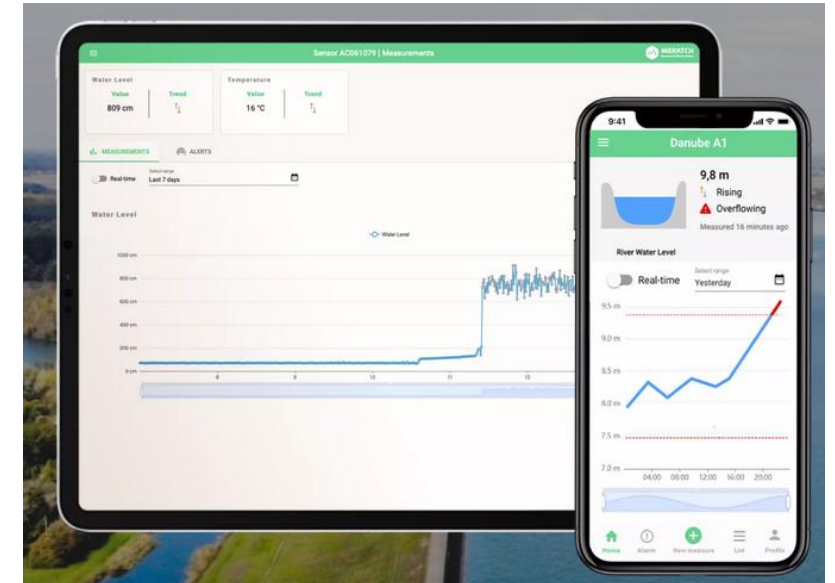 Sensor AC061079 | Measurements
MERATCH
Water Level
Value Trend
809 cm
Temperature
Value Trend
16 °C
MEASUREMENTS
ALERTS
Real-time
Select range
Last 7 days
Water Level
Water Level
1000 cm
800 cm
600 cm
400 cm
200 cm
0 cm
8 9 10 11 12
9:41
Danube A1
9,8 m
Rising
Overflowing
Measured 16 minutes ago
River Water Level
Real-time
Select range
Yesterday
9.5 m
9.0 m
8.5 m
8.0 m
7.5 m
7.0 m
04:00 08:00 12:00 16:00 20:00
Home Alarm New measure List Profile